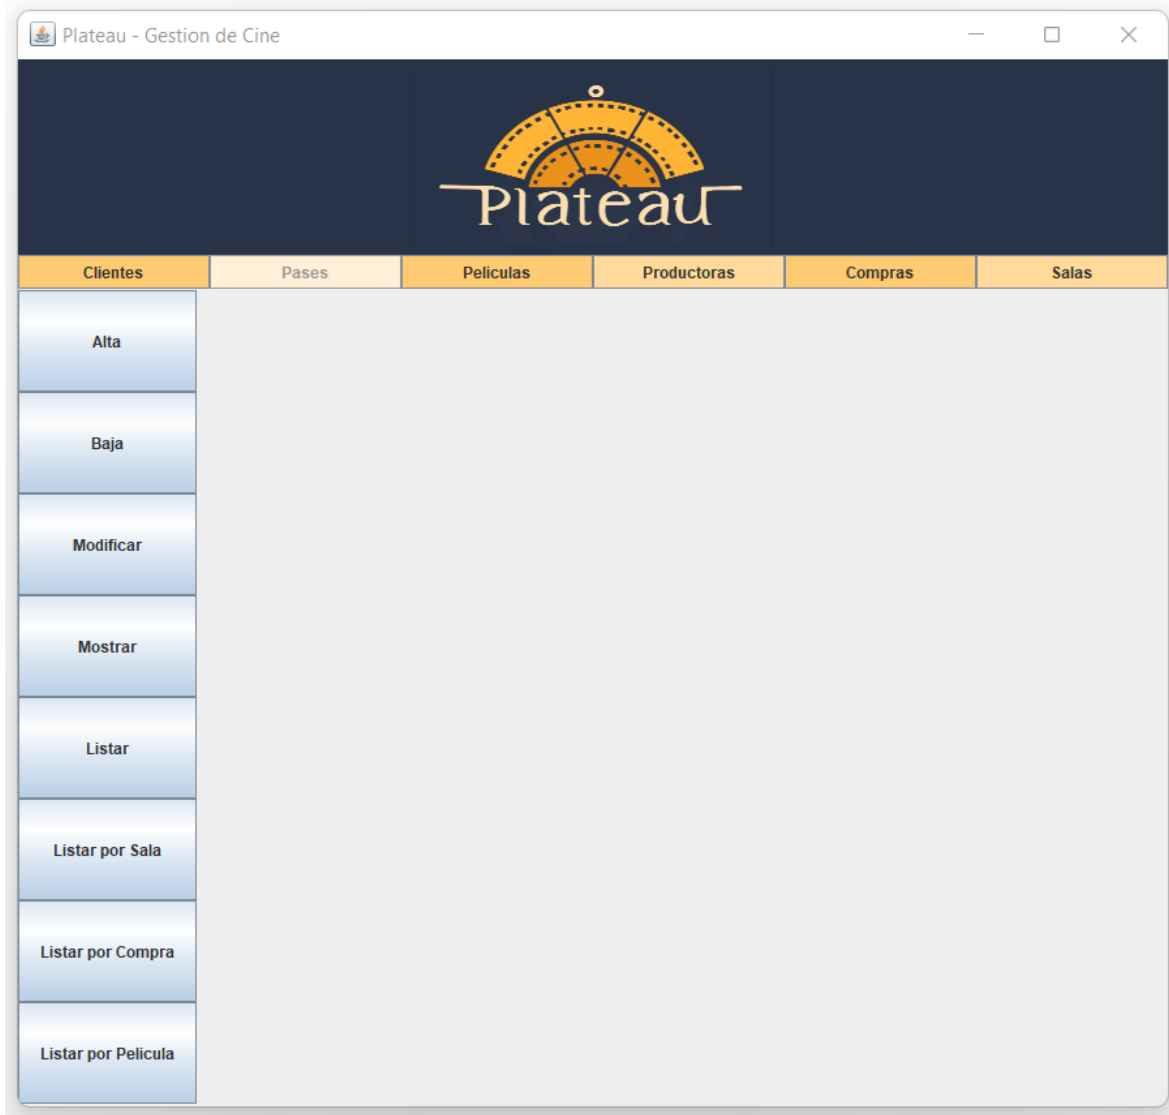 Plateau - Gestion de Cine
Plateau
Clientes Pases Peliculas Productoras Compras Salas
Alta
Baja
Modificar
Mostrar
Listar
Listar por Sala
Listar por Compra
Listar por Pelicula